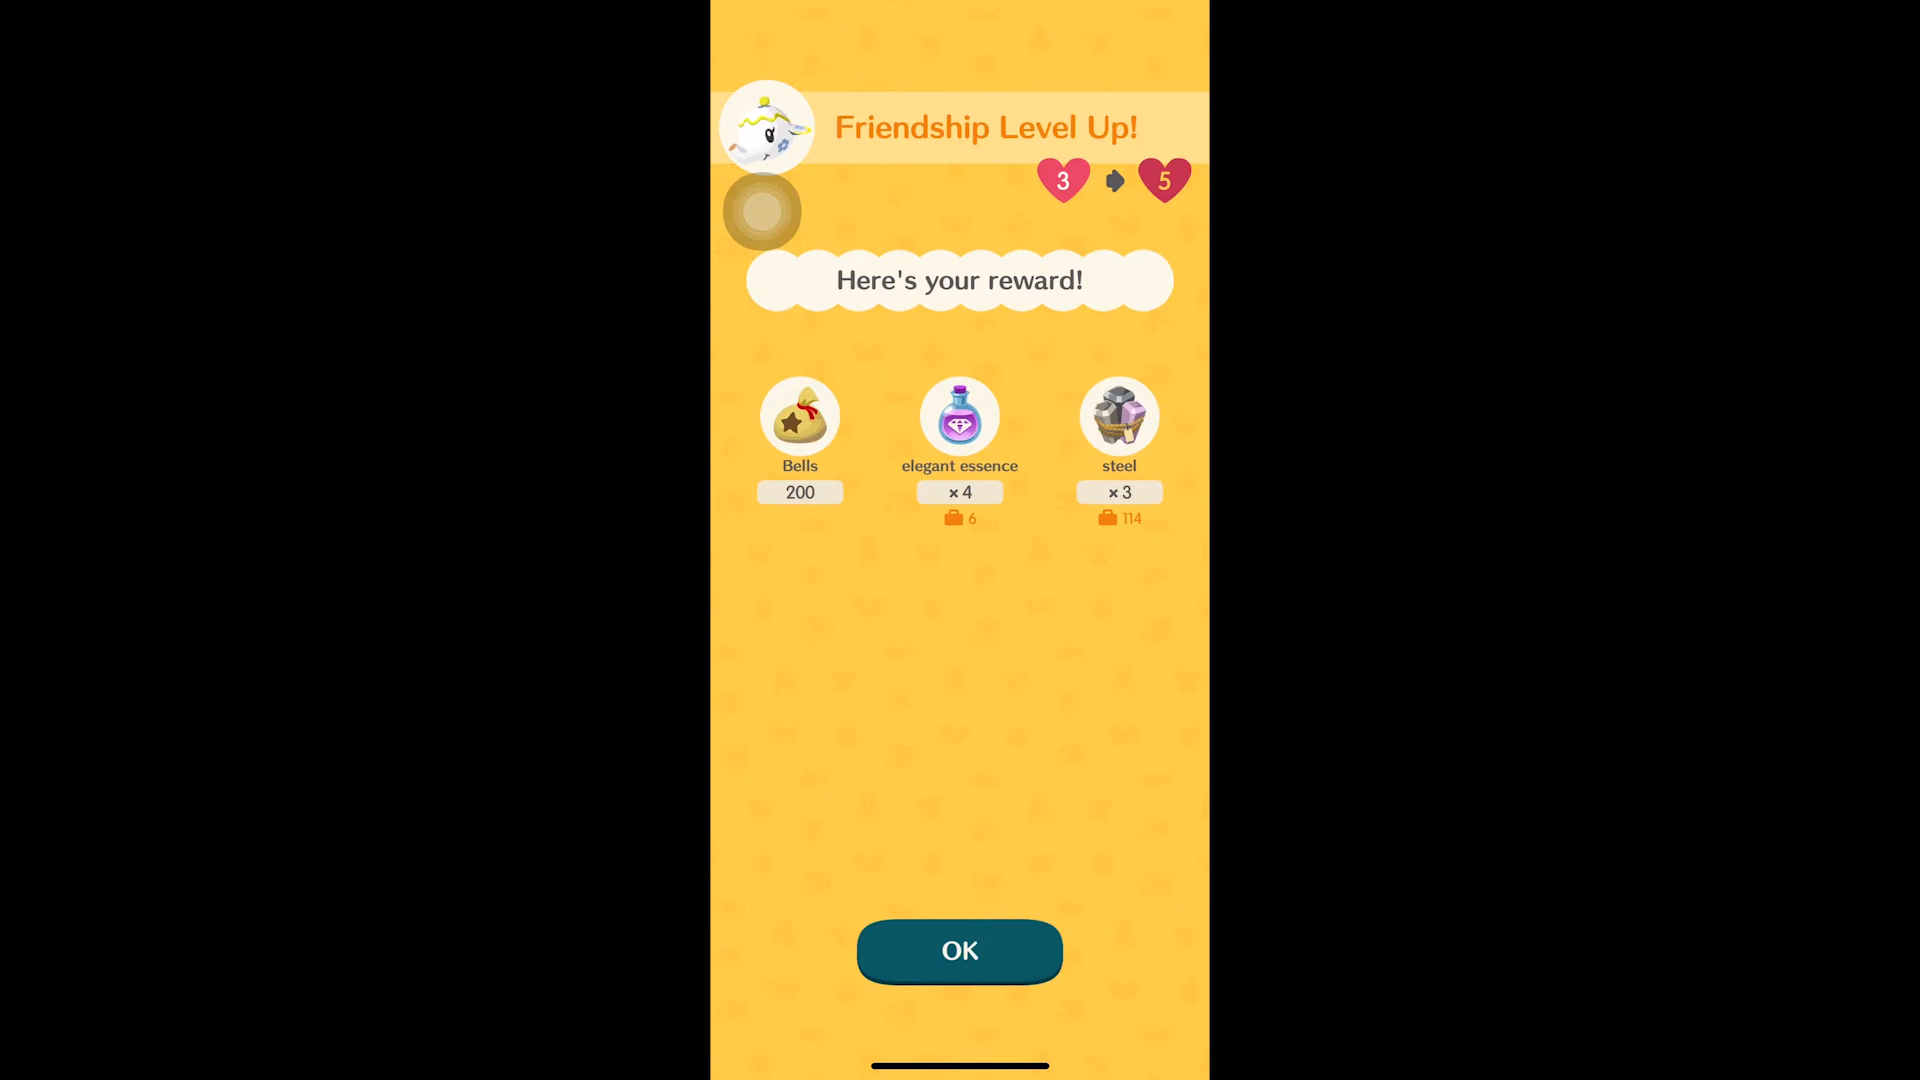 Friendship Level Up!
3 5
Here's your reward!
Bells elegant essence steel
200 ×4 ×3
6 114
OK